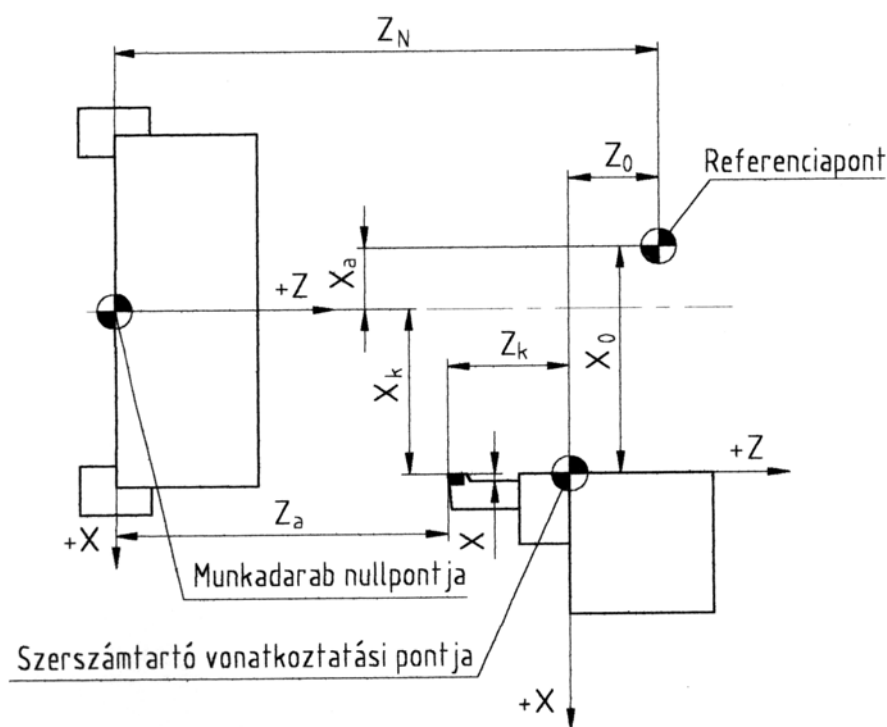 Z_N
Z_0
Referenciapont
X_a
+Z
Z_k
X_0
X_k
+Z
Z_a
X
+X
Munkadarab nullpontja
Szerszámtartó vonatkoztatási pontja
+X